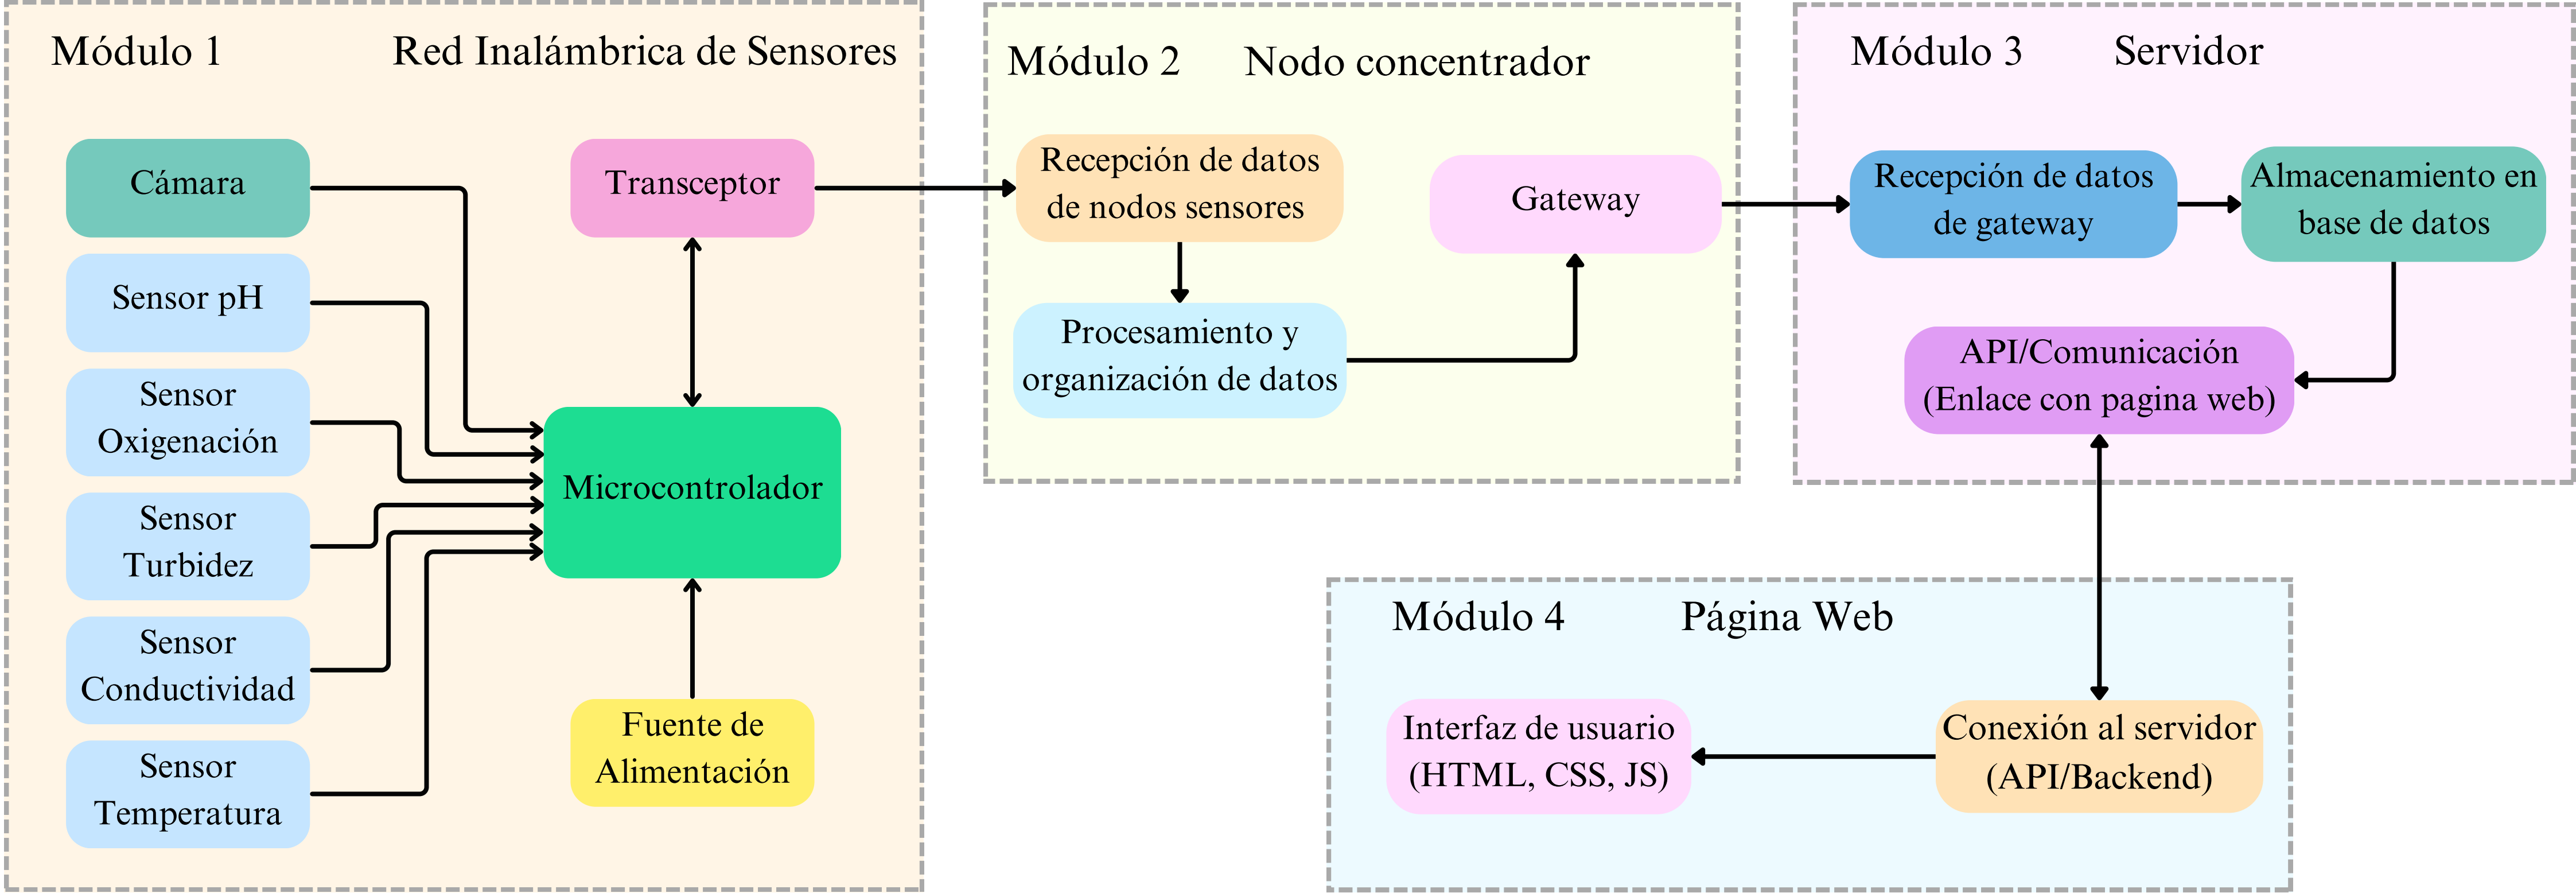 Módulo 1
Red Inalámbrica de Sensores
Cámara
Sensor pH
Sensor
Oxigenación
Sensor
Turbidez
Sensor
Conductividad
Sensor
Temperatura
Transceptor
Microcontrolador
Fuente de
Alimentación
Módulo 2
Nodo concentrador
Recepción de datos
de nodos sensores
Procesamiento y
organización de datos
Gateway
Módulo 3
Servidor
Recepción de datos
de gateway
Almacenamiento en
base de datos
API/Comunicación
(Enlace con pagina web)
Módulo 4
Página Web
Interfaz de usuario
(HTML, CSS, JS)
Conexión al servidor
(API/Backend)